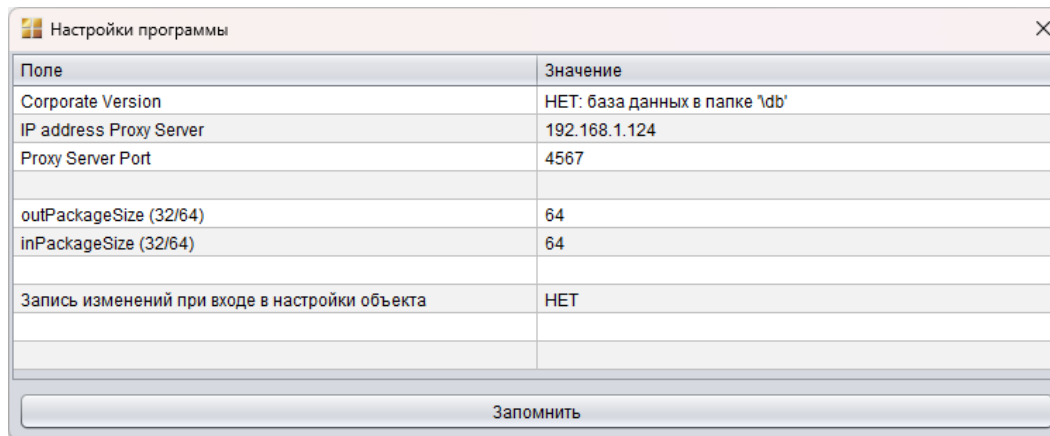 Настройки программы
Поле Значение
Corporate Version НЕТ: база данных в папке '\db'
IP address Proxy Server 192.168.1.124
Proxy Server Port 4567
outPackageSize (32/64) 64
inPackageSize (32/64) 64
Запись изменений при входе в настройки объекта НЕТ
Запомнить